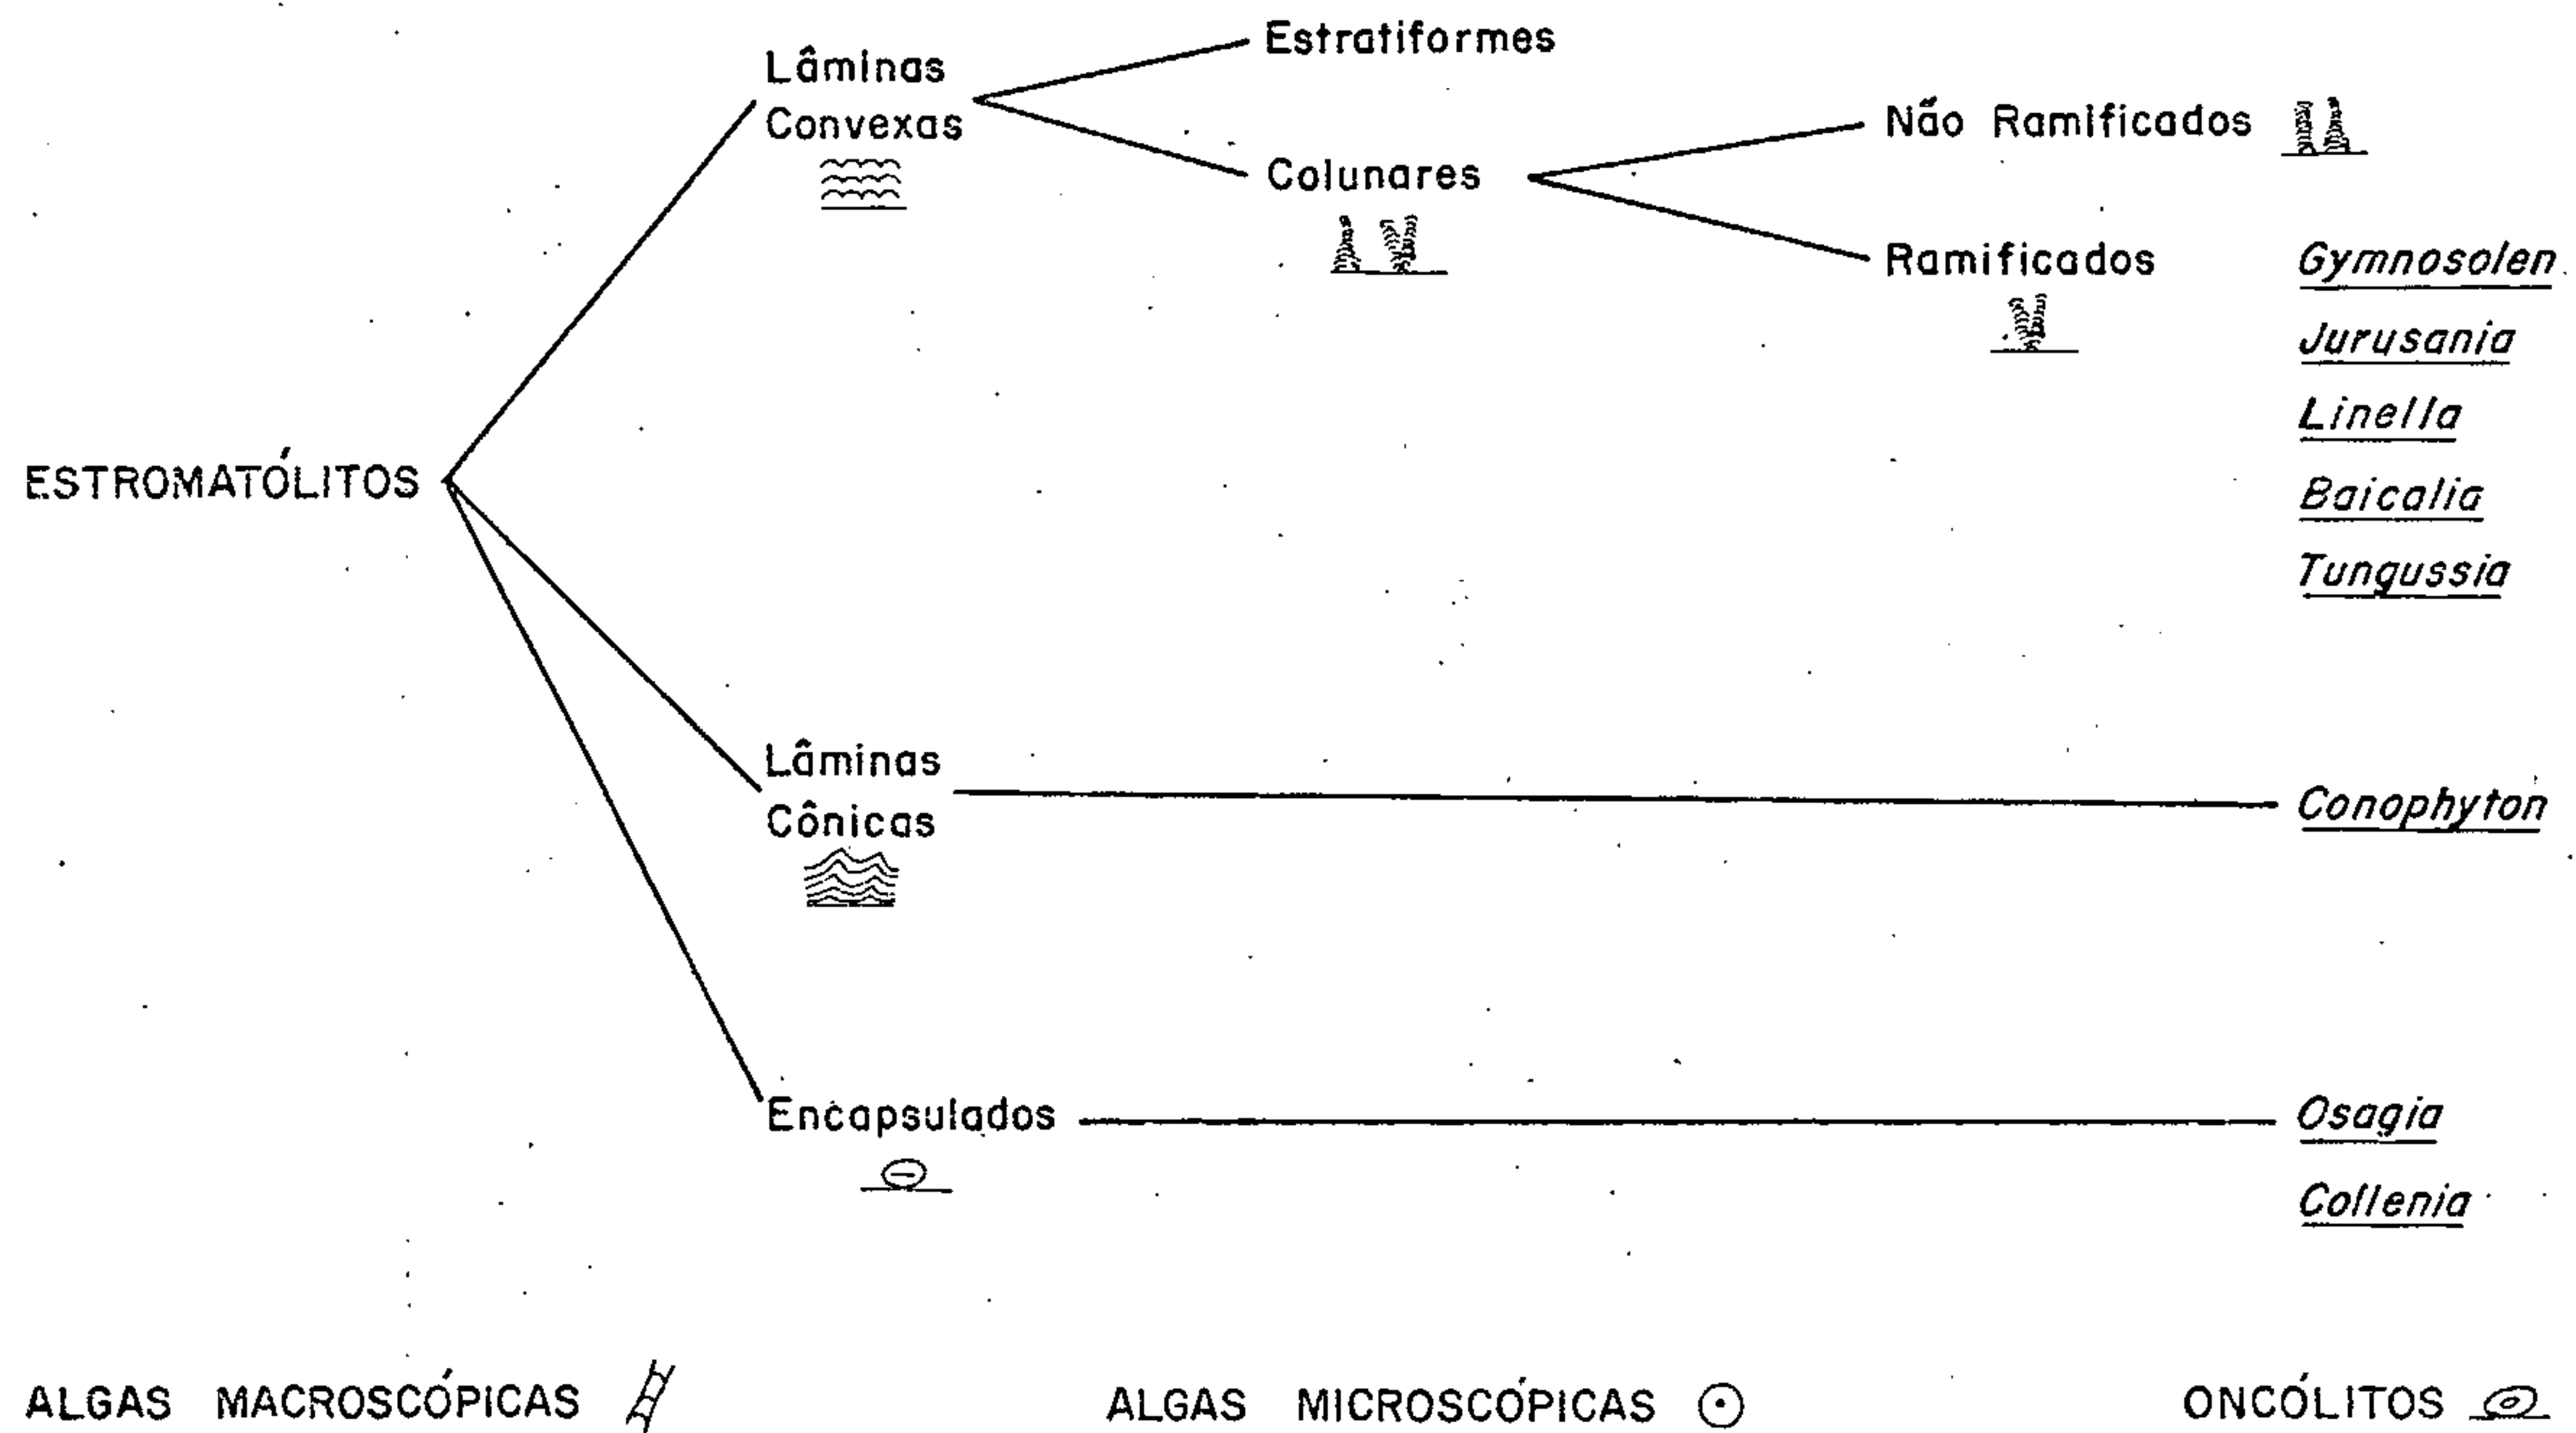 Estratiformes
Lâminas
Convexas
Não Ramificados
Colunares
Ramificados
Gymnosolen
Jurusania
Linella
ESTROMATÓLITOS
Baicalia
Tungussia
Lâminas
Cônicas
Conophyton
Encapsulados
Osagia
Collenia
ALGAS MACROSCÓPICAS
ALGAS MICROSCÓPICAS
ONCÓLITOS